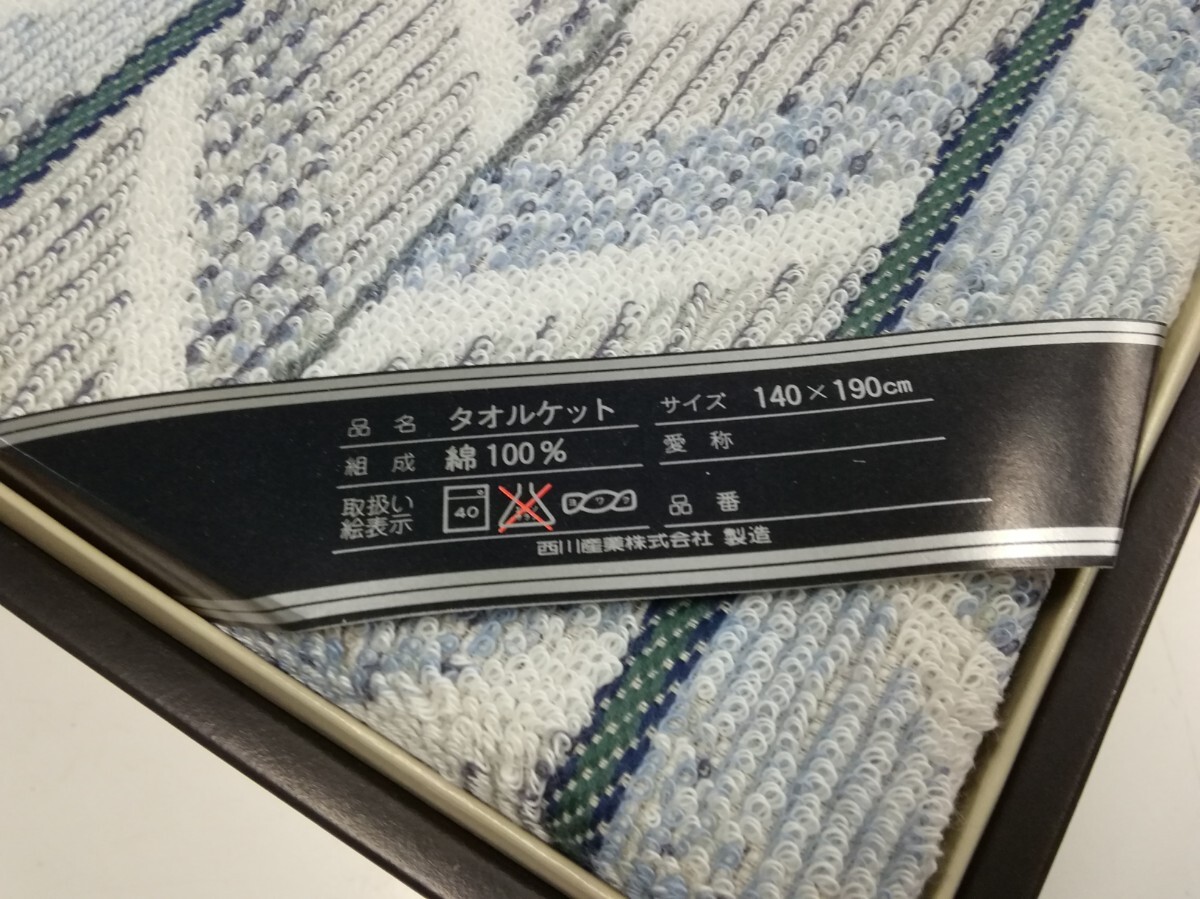 品名 タオルケット
組成 綿100%
取扱い
絵表示
40
サイズ 140×190cm
愛称
品番
西川産業株式会社 製造